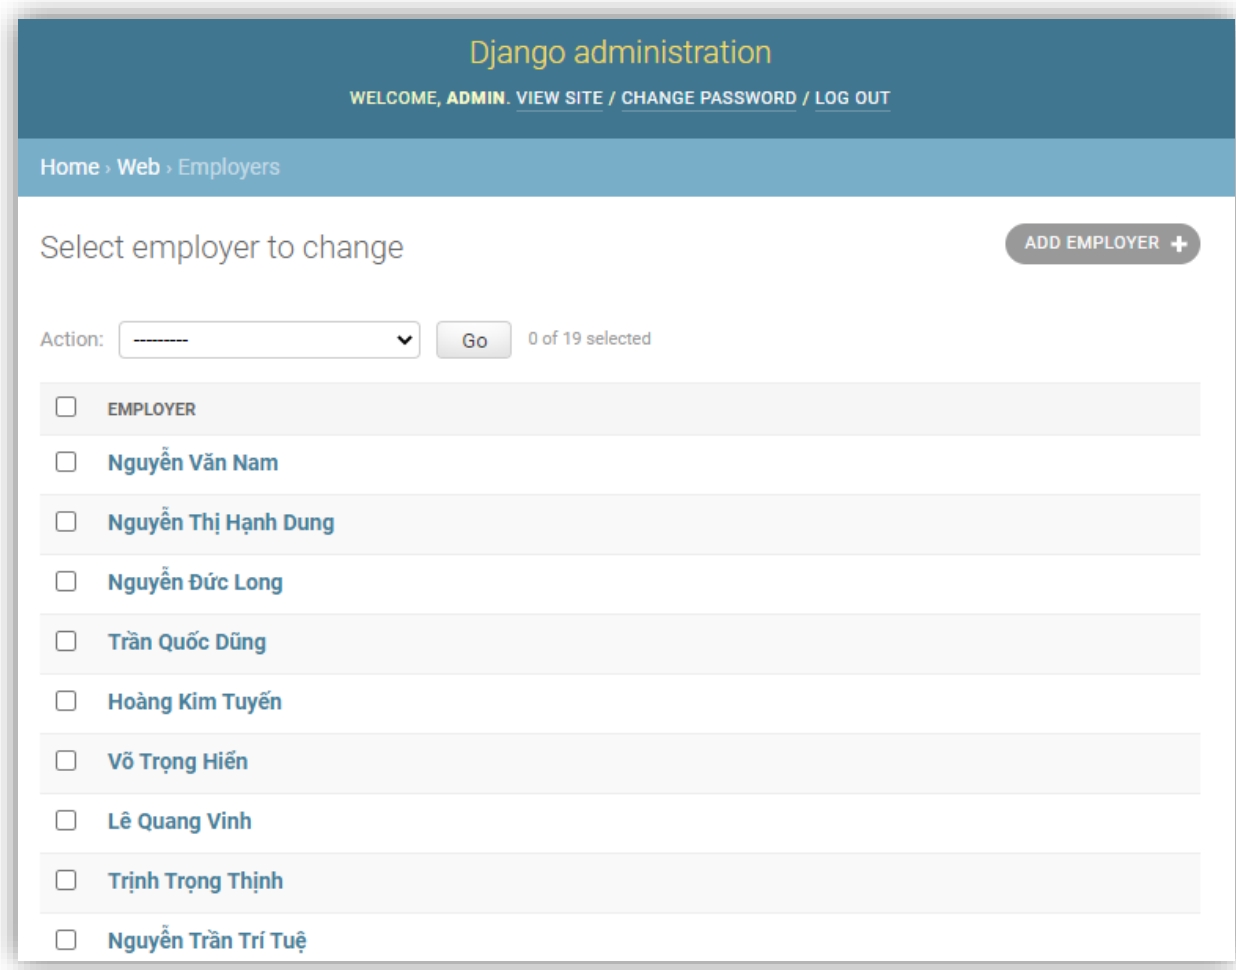 Django administration
WELCOME, ADMIN. VIEW SITE / CHANGE PASSWORD / LOG OUT
Home › Web › Employers
Select employer to change
ADD EMPLOYER +
Action: --------- Go 0 of 19 selected
EMPLOYER
Nguyễn Văn Nam
Nguyễn Thị Hạnh Dung
Nguyễn Đức Long
Trần Quốc Dũng
Hoàng Kim Tuyến
Võ Trọng Hiển
Lê Quang Vinh
Trịnh Trọng Thịnh
Nguyễn Trần Trí Tuệ